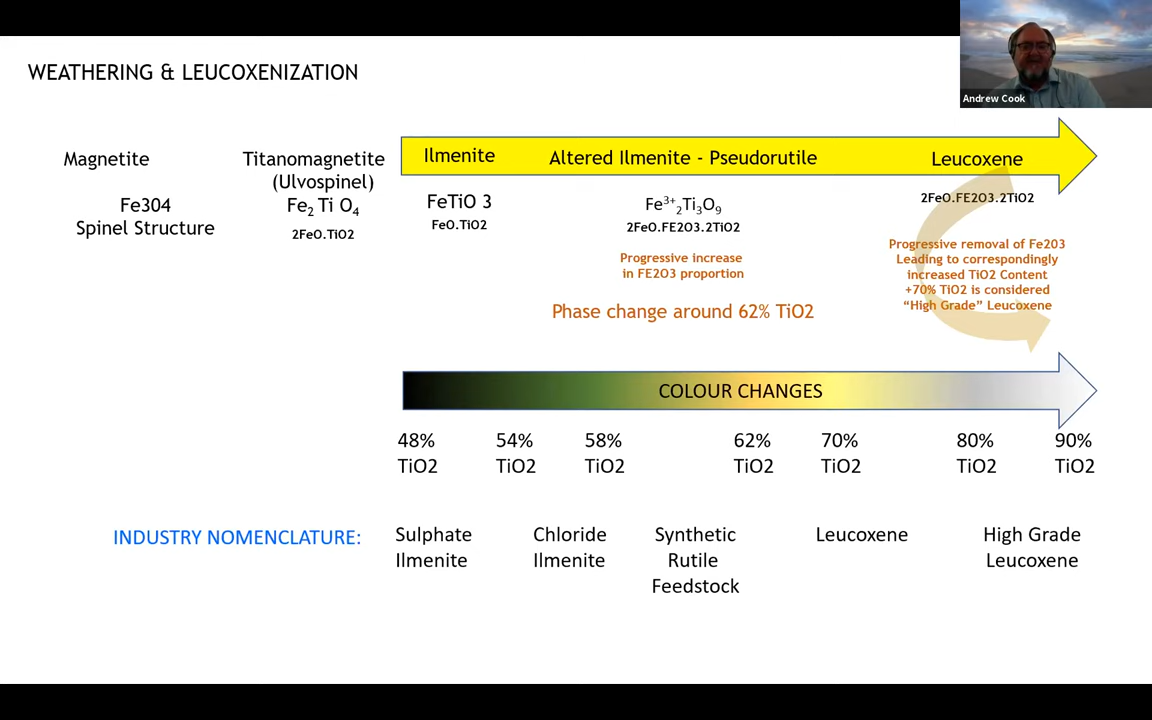 Andrew Cook
WEATHERING & LEUCOXENIZATION
Magnetite
Fe304
Spinel Structure
Titanomagnetite
(Ulvospinel)
Fe₂ Ti O₄
2FeO.TiO2
Ilmenite
FeTiO 3
FeO.TiO2
Altered Ilmenite - Pseudorutile
Fe³⁺₂Ti₃O₉
2FeO.FE2O3.2TiO2
Progressive increase
in FE2O3 proportion
Phase change around 62% TiO2
Leucoxene
2FeO.FE2O3.2TiO2
Progressive removal of Fe203
Leading to correspondingly
increased TiO2 Content
+70% TiO2 is considered
“High Grade” Leucoxene
COLOUR CHANGES
48%
TiO2
54%
TiO2
58%
TiO2
62%
TiO2
70%
TiO2
80%
TiO2
90%
TiO2
INDUSTRY NOMENCLATURE:
Sulphate
Ilmenite
Chloride
Ilmenite
Synthetic
Rutile
Feedstock
Leucoxene
High Grade
Leucoxene